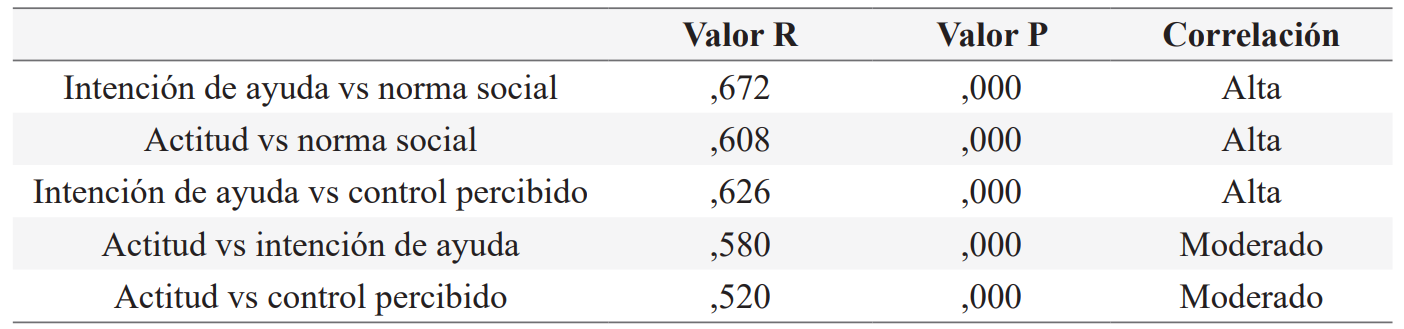 Valor R Valor P Correlación
Intención de ayuda vs norma social ,672 ,000 Alta
Actitud vs norma social ,608 ,000 Alta
Intención de ayuda vs control percibido ,626 ,000 Alta
Actitud vs intención de ayuda ,580 ,000 Moderado
Actitud vs control percibido ,520 ,000 Moderado